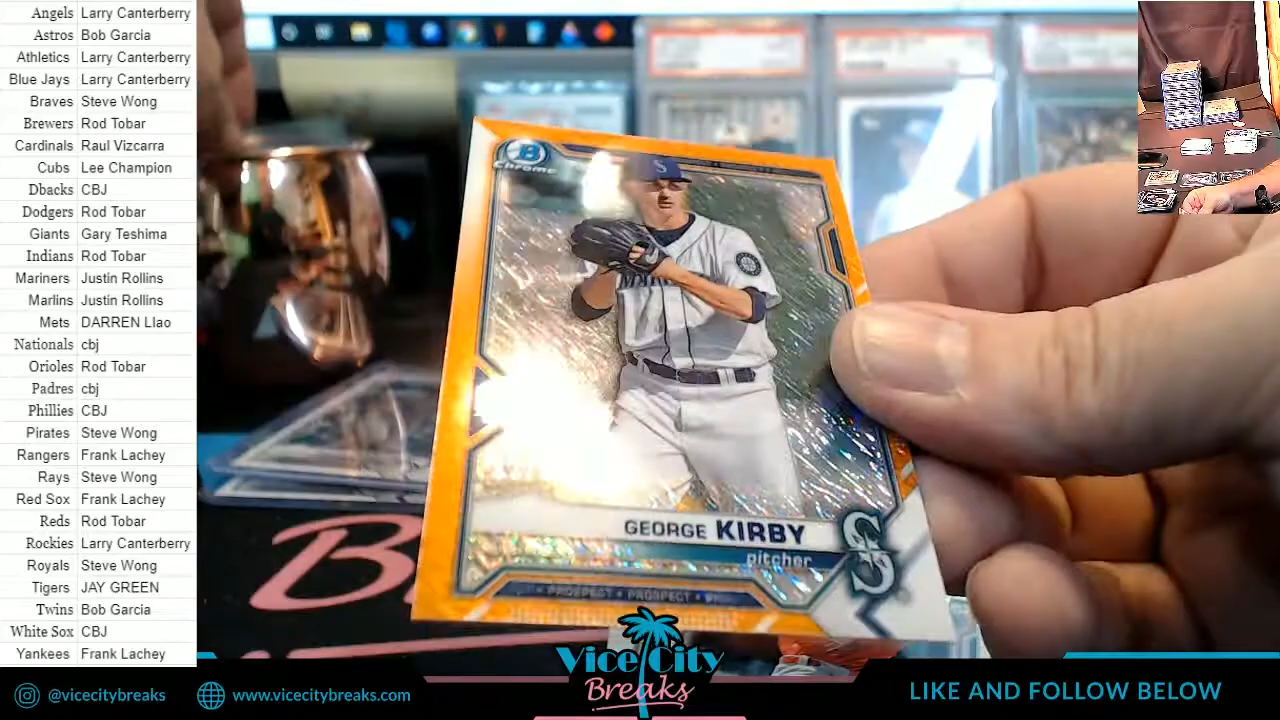 Angels Larry Canterberry
Astros Bob Garcia
Athletics Larry Canterberry
Blue Jays Larry Canterberry
Braves Steve Wong
Brewers Rod Tobar
Cardinals Raul Vizcarra
Cubs Lee Champion
Dbacks CBJ
Dodgers Rod Tobar
Giants Gary Teshima
Indians Rod Tobar
Mariners Justin Rollins
Marlins Justin Rollins
Mets DARREN Llao
Nationals cbj
Orioles Rod Tobar
Padres cbj
Phillies CBJ
Pirates Steve Wong
Rangers Frank Lachey
Rays Steve Wong
Red Sox Frank Lachey
Reds Rod Tobar
Rockies Larry Canterberry
Royals Steve Wong
Tigers JAY GREEN
Twins Bob Garcia
White Sox CBJ
Yankees Frank Lachey
B
Chrome
S
GEORGE KIRBY
pitcher
PROSPECT • PROSPECT
B
Vice City
Breaks
@vicecitybreaks
www.vicecitybreaks.com
LIKE AND FOLLOW BELOW